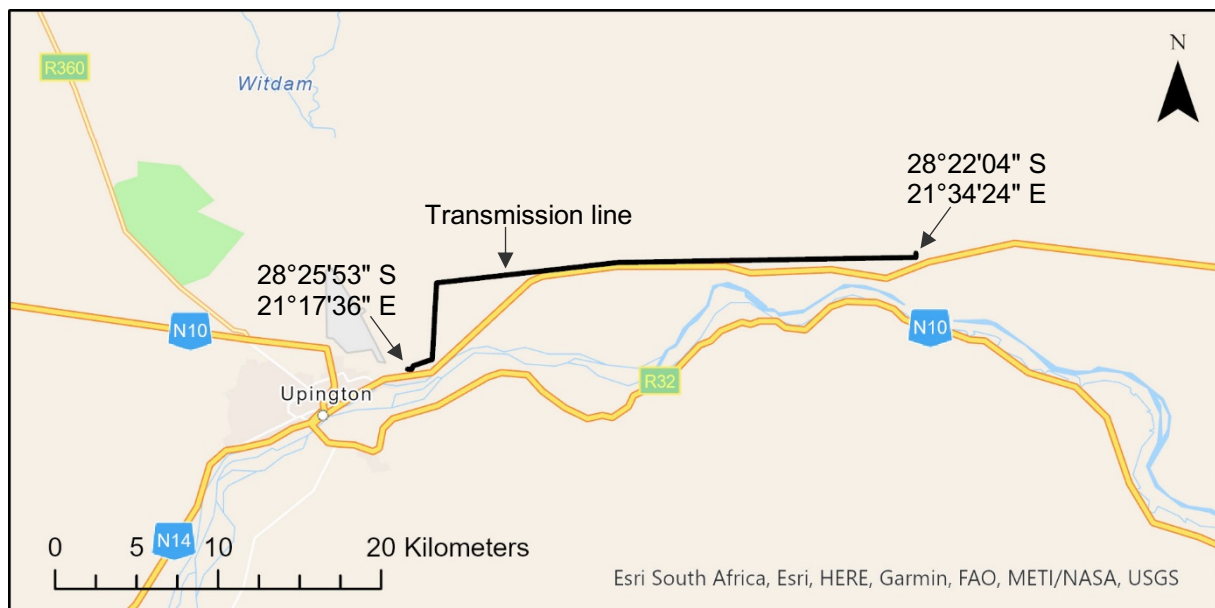 R360
Witdam
N
28°22'04" S
21°34'24" E
Transmission line
28°25'53" S
21°17'36" E
N10
N10
R32
Upington
N14
0 5 10 20 Kilometers
Esri South Africa, Esri, HERE, Garmin, FAO, METI/NASA, USGS